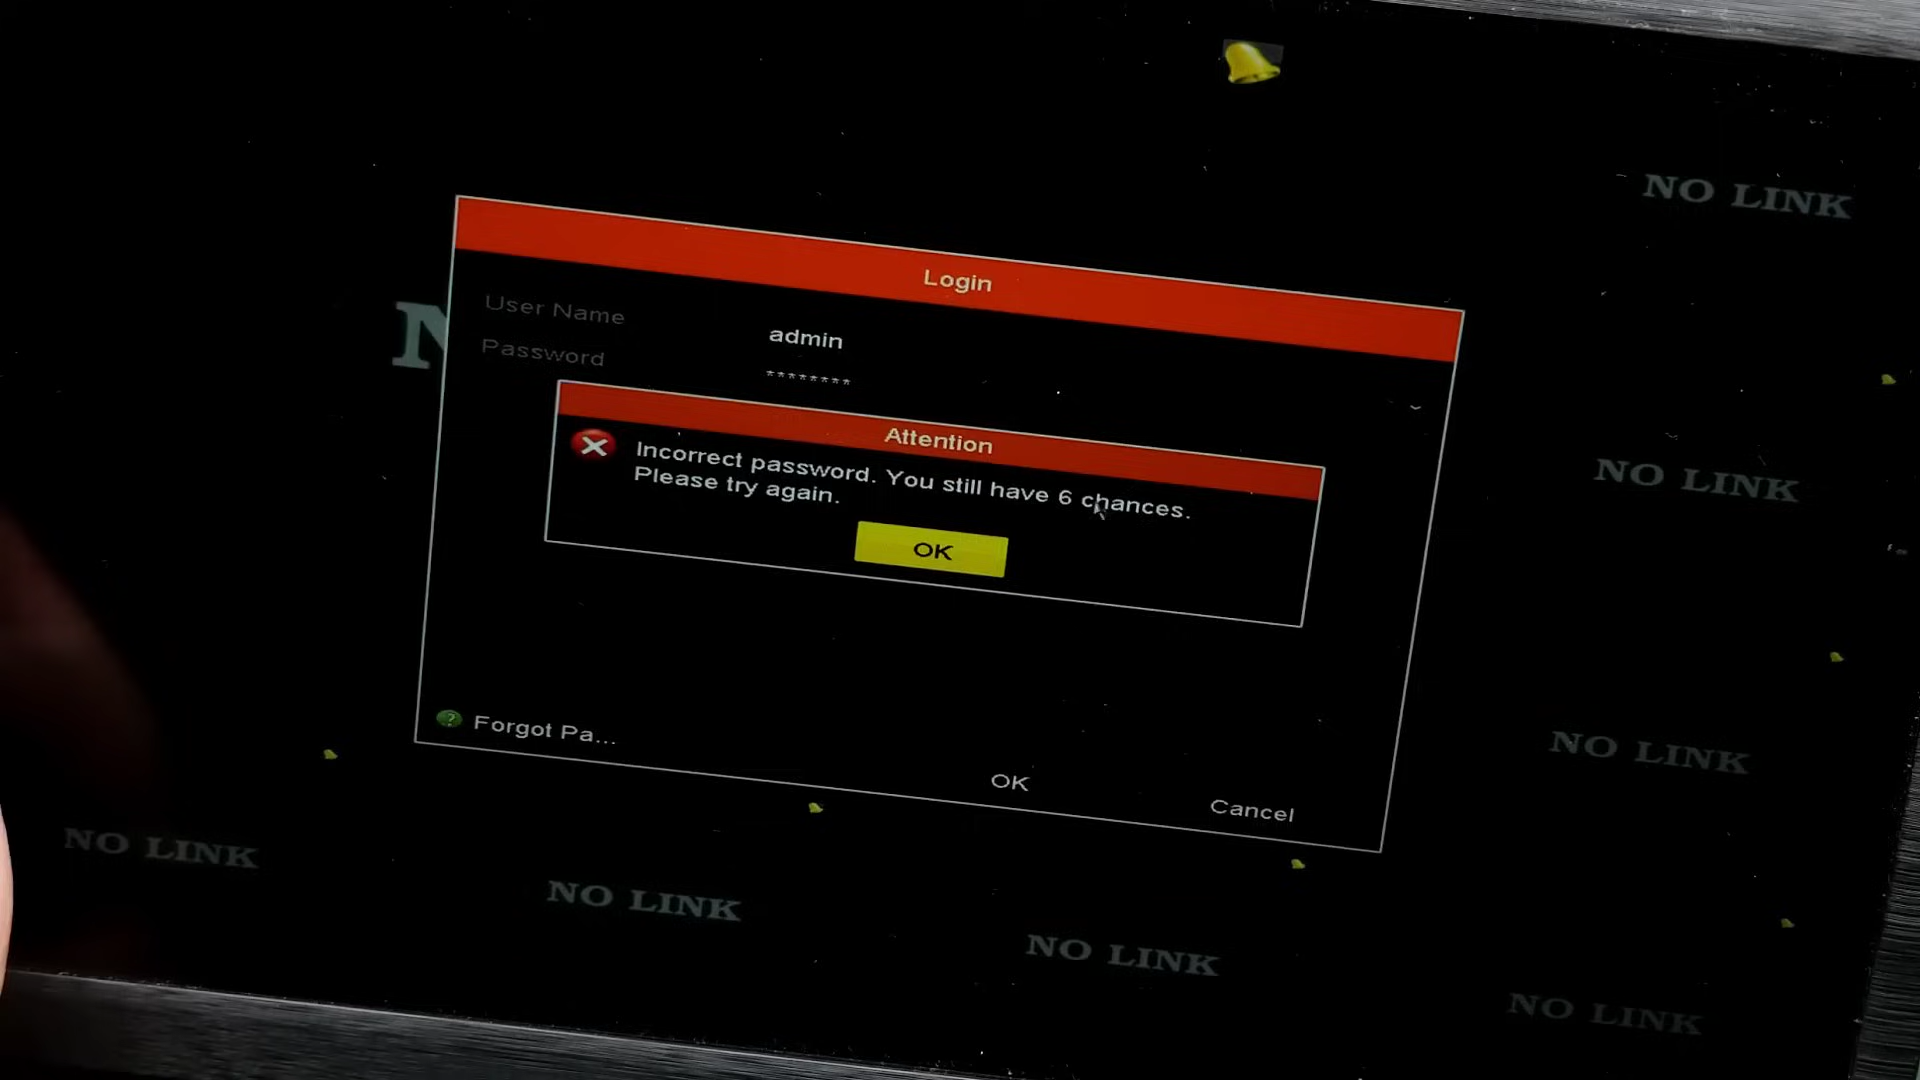 NO LINK
Login
User Name
admin
Password
********
N
Attention
Incorrect password. You still have 6 chances.
Please try again.
OK
NO LINK
Forgot Pa...
OK
Cancel
NO LINK
NO LINK
NO LINK
NO LINK
NO LINK